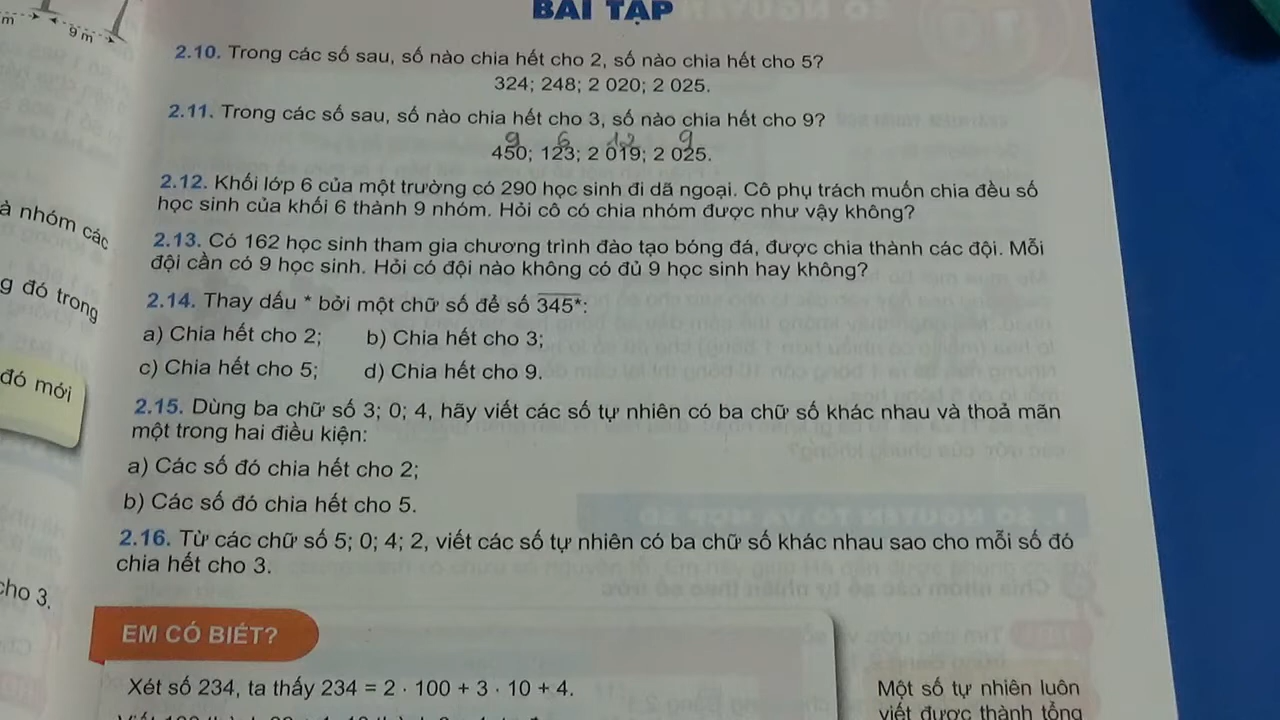 m
9 m
BÀI TẬP
2.10. Trong các số sau, số nào chia hết cho 2, số nào chia hết cho 5?
324; 248; 2 020; 2 025.
2.11. Trong các số sau, số nào chia hết cho 3, số nào chia hết cho 9?
9 6 12 9
450; 123; 2 019; 2 025.
2.12. Khối lớp 6 của một trường có 290 học sinh đi dã ngoại. Cô phụ trách muốn chia đều số
học sinh của khối 6 thành 9 nhóm. Hỏi cô có chia nhóm được như vậy không?
à nhóm các
2.13. Có 162 học sinh tham gia chương trình đào tạo bóng đá, được chia thành các đội. Mỗi
đội cần có 9 học sinh. Hỏi có đội nào không có đủ 9 học sinh hay không?
g đó trong
2.14. Thay dấu * bởi một chữ số để số 345*:
a) Chia hết cho 2; b) Chia hết cho 3;
c) Chia hết cho 5; d) Chia hết cho 9.
đó mới
2.15. Dùng ba chữ số 3; 0; 4, hãy viết các số tự nhiên có ba chữ số khác nhau và thoả mãn
một trong hai điều kiện:
a) Các số đó chia hết cho 2;
b) Các số đó chia hết cho 5.
2.16. Từ các chữ số 5; 0; 4; 2, viết các số tự nhiên có ba chữ số khác nhau sao cho mỗi số đó
chia hết cho 3.
cho 3.
EM CÓ BIẾT?
Xét số 234, ta thấy 234 = 2 · 100 + 3 · 10 + 4.
Một số tự nhiên luôn
viết được thành tổng